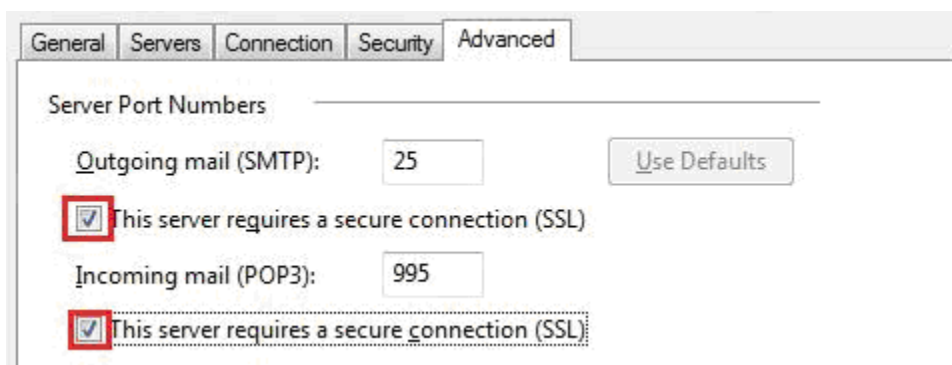 General Servers Connection Security Advanced
Server Port Numbers
Outgoing mail (SMTP): 25 Use Defaults
This server requires a secure connection (SSL)
Incoming mail (POP3): 995
This server requires a secure connection (SSL)